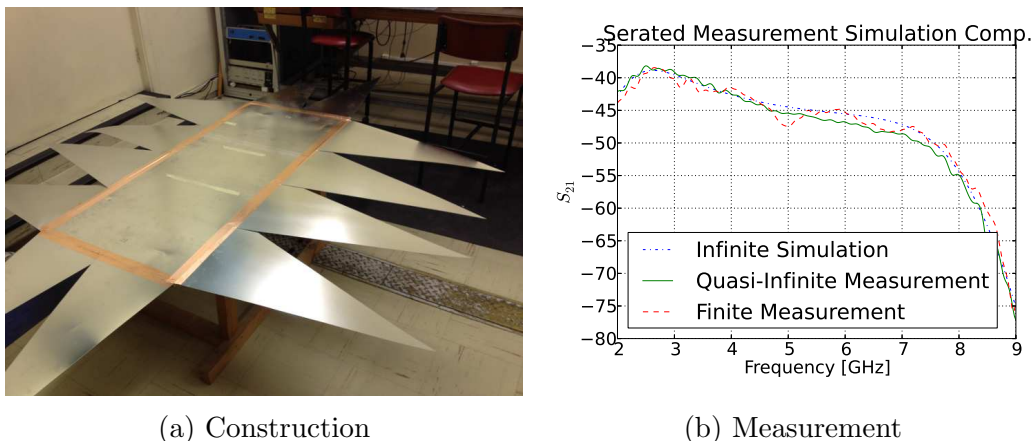 Serated Measurement Simulation Comp.
−35
−40
−45
−50
−55
−60
−65
−70
−75
−80
S21
Infinite Simulation
Quasi-Infinite Measurement
Finite Measurement
2 3 4 5 6 7 8 9
Frequency [GHz]
(a) Construction
(b) Measurement